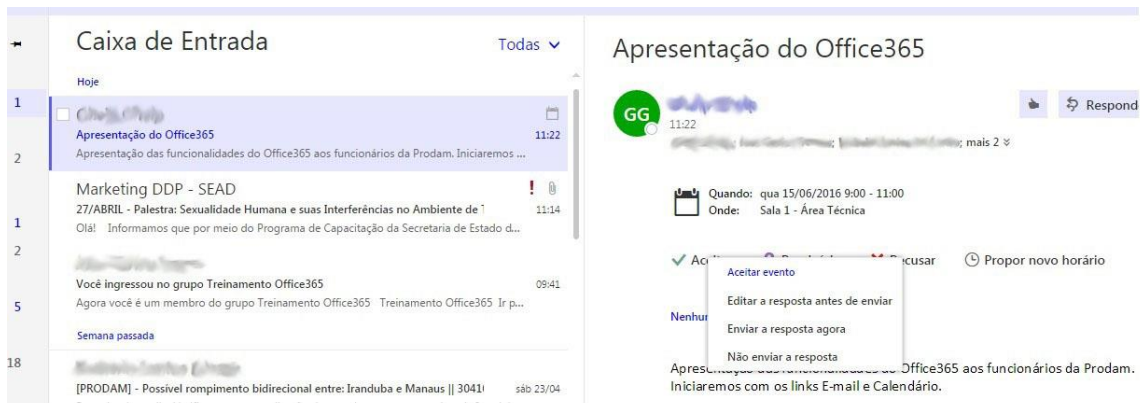 Caixa de Entrada
Todas
Hoje
Apresentação do Office365
11:22
Apresentação das funcionalidades do Office365 aos funcionários da Prodam. Iniciaremos ...
Marketing DDP - SEAD
27/ABRIL - Palestra: Sexualidade Humana e suas Interferências no Ambiente de
11:14
Olá! Informamos que por meio do Programa de Capacitação da Secretaria de Estado d...
Você ingressou no grupo Treinamento Office365
09:41
Agora você é um membro do grupo Treinamento Office365 Treinamento Office365 Ir p...
Semana passada
[PRODAM] - Possível rompimento bidirecional entre: Iranduba e Manaus || 3041
sáb 23/04
1
2
1
2
5
18
Apresentação do Office365
GG
Respond
11:22
mais 2
Quando: qua 15/06/2016 9:00 - 11:00
Onde: Sala 1 - Área Técnica
Recusar
Propor novo horário
Aceitar evento
Editar a resposta antes de enviar
Enviar a resposta agora
Não enviar a resposta
Nenhu
Apresentação das funcionalidades do Office365 aos funcionários da Prodam.
Iniciaremos com os links E-mail e Calendário.